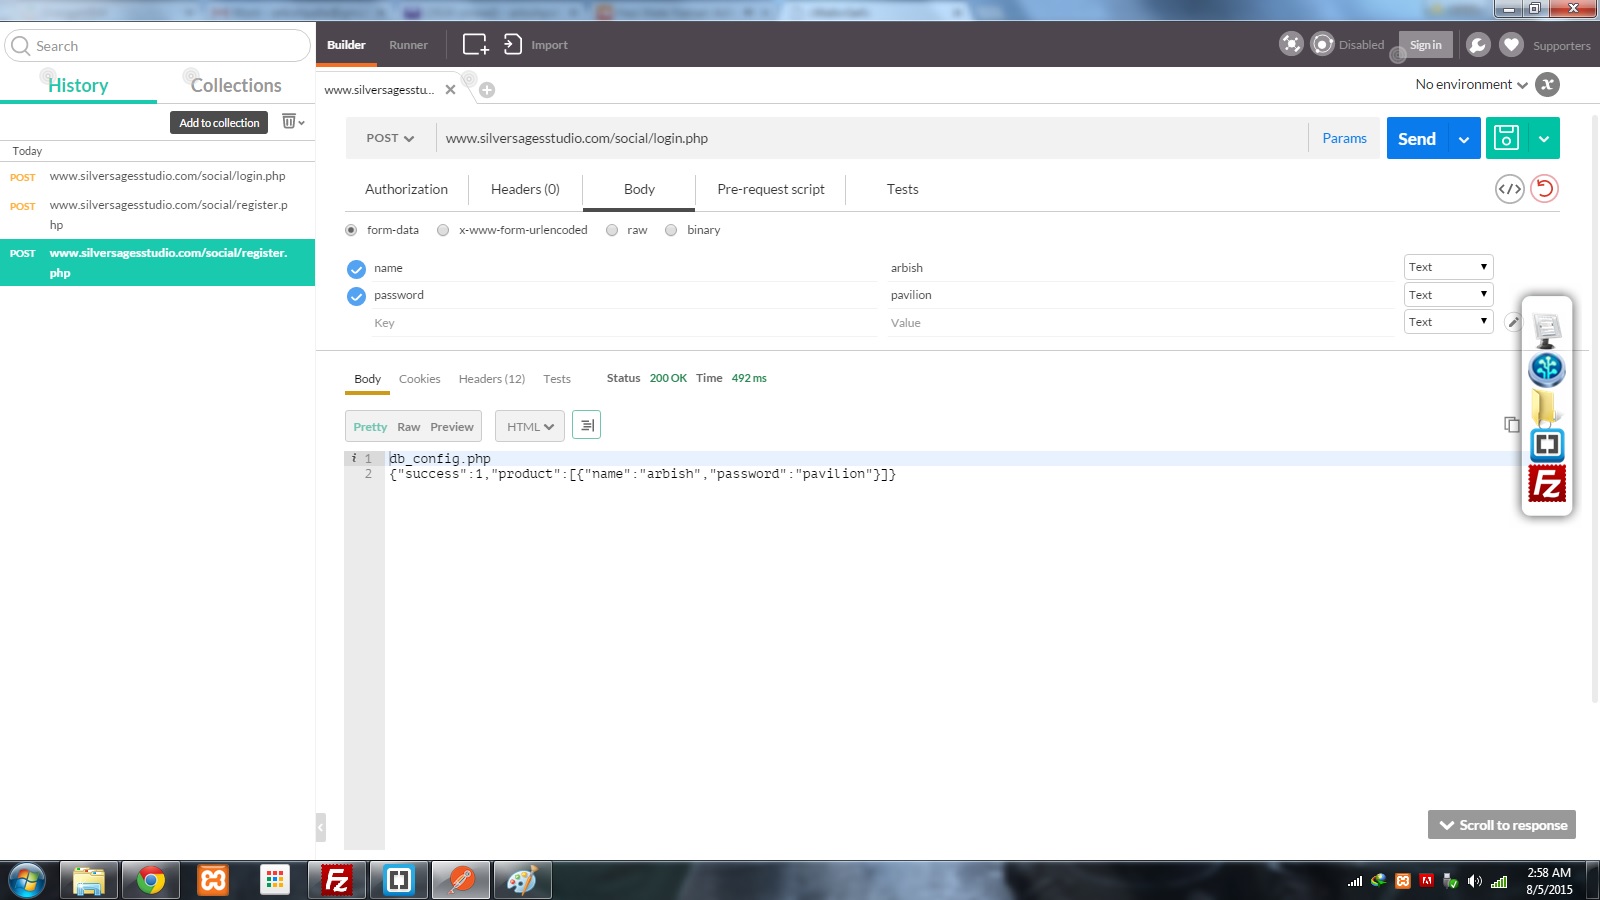 Search
Builder
Runner
Import
Disabled
Sign in
Supporters
History
Collections
www.silversagesstu...
No environment
x
Add to collection
Today
POST www.silversagesstudio.com/social/login.php
POST www.silversagesstudio.com/social/register.p
hp
POST www.silversagesstudio.com/social/register.
php
POST www.silversagesstudio.com/social/login.php
Params
Send
Authorization Headers (0) Body Pre-request script Tests
form-data x-www-form-urlencoded raw binary
name arbish Text
password pavilion Text
Key Value Text
Body Cookies Headers (12) Tests Status 200 OK Time 492 ms
Pretty Raw Preview HTML
i 1 db_config.php
2 {"success":1,"product":[{"name":"arbish","password":"pavilion"}]}
Fz
Scroll to response
Fz
2:58 AM
8/5/2015